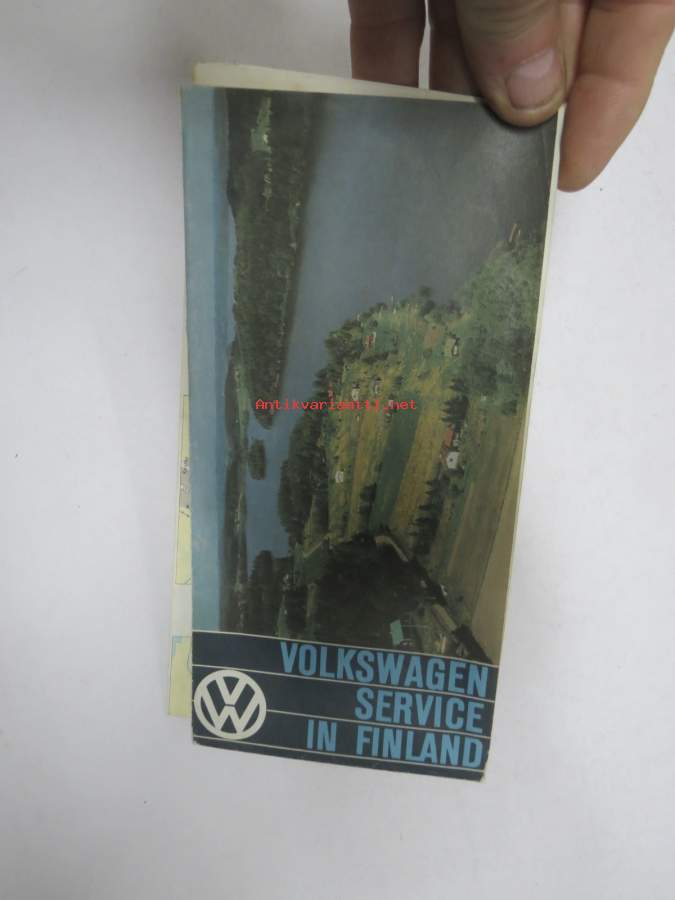 Antikvariaatti.net
VOLKSWAGEN
SERVICE
IN FINLAND
VW